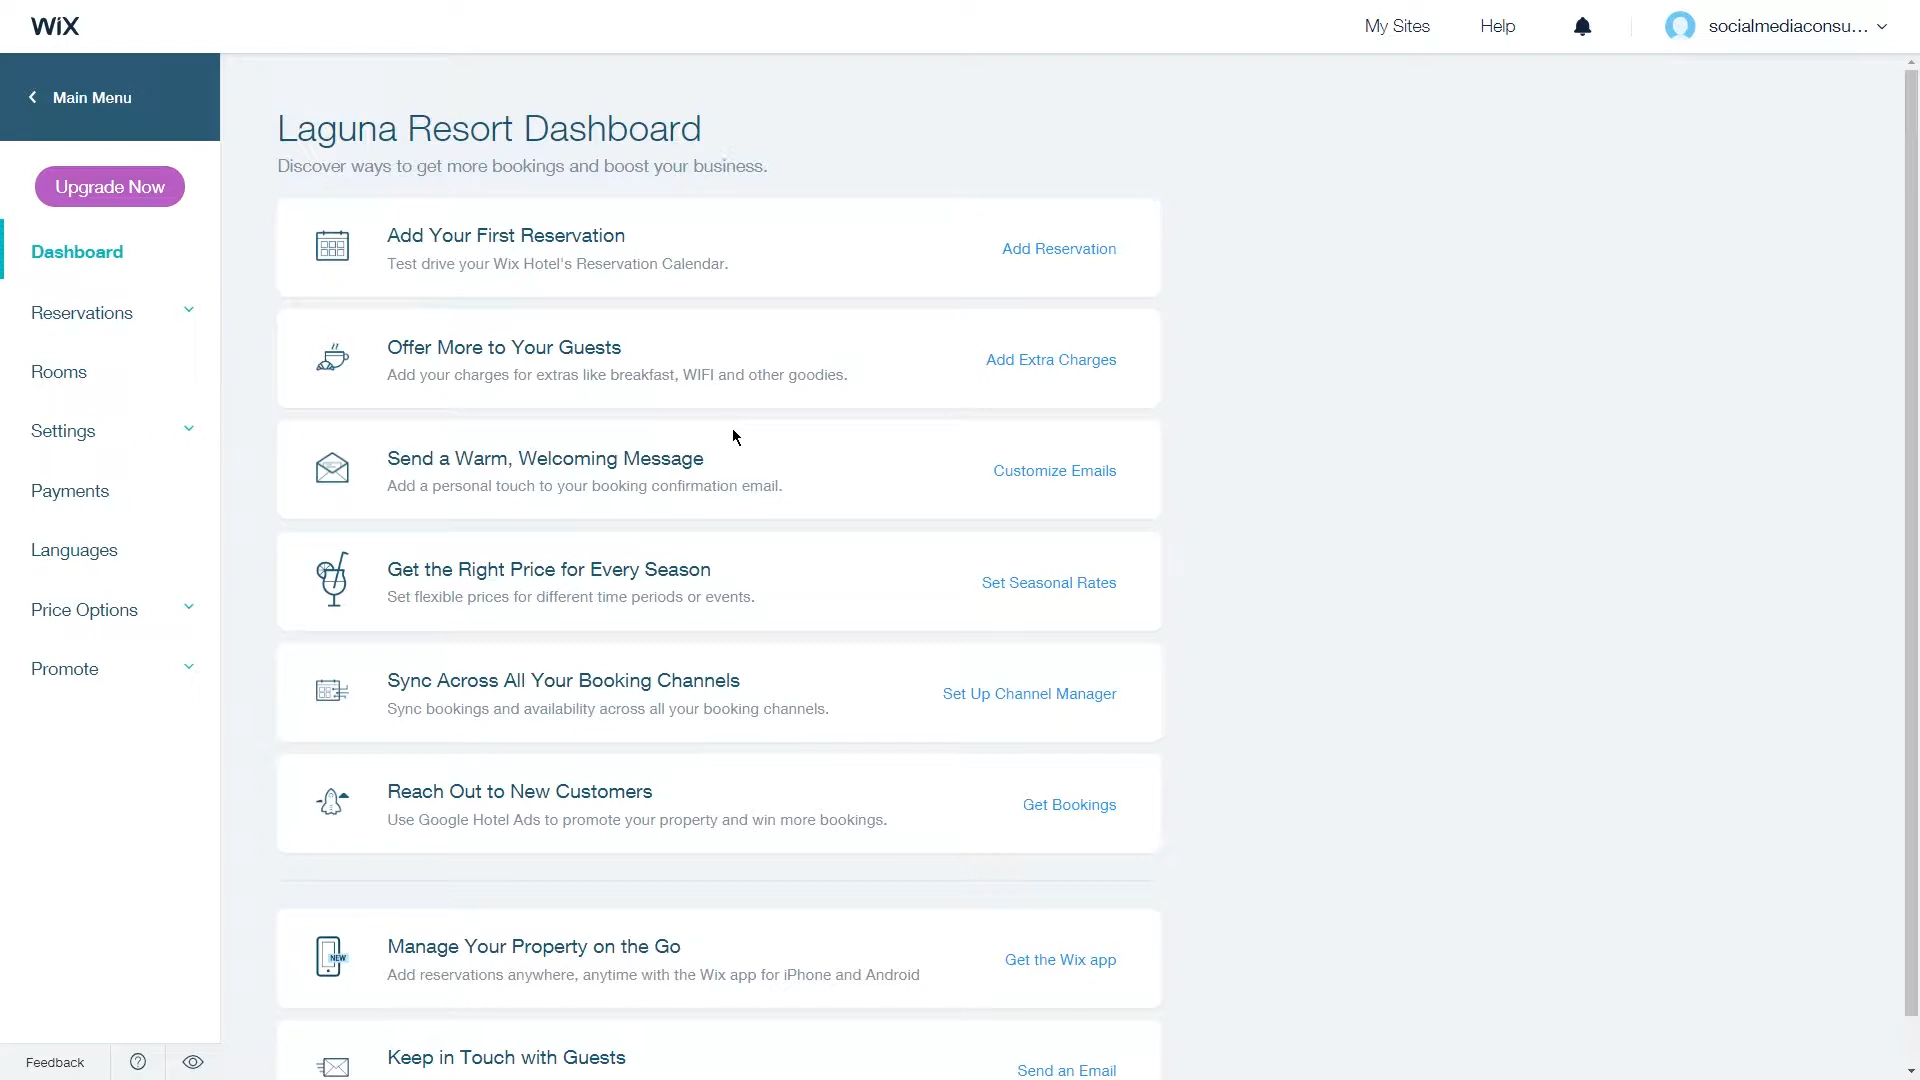 WiX
My Sites
Help
socialmediaconsu...
Main Menu
Upgrade Now
Dashboard
Reservations
Rooms
Settings
Payments
Languages
Price Options
Promote
Feedback
Laguna Resort Dashboard
Discover ways to get more bookings and boost your business.
Add Your First Reservation
Test drive your Wix Hotel's Reservation Calendar.
Add Reservation
Offer More to Your Guests
Add your charges for extras like breakfast, WIFI and other goodies.
Add Extra Charges
Send a Warm, Welcoming Message
Add a personal touch to your booking confirmation email.
Customize Emails
Get the Right Price for Every Season
Set flexible prices for different time periods or events.
Set Seasonal Rates
Sync Across All Your Booking Channels
Sync bookings and availability across all your booking channels.
Set Up Channel Manager
Reach Out to New Customers
Use Google Hotel Ads to promote your property and win more bookings.
Get Bookings
NEW
Manage Your Property on the Go
Add reservations anywhere, anytime with the Wix app for iPhone and Android
Get the Wix app
Keep in Touch with Guests
Send an Email